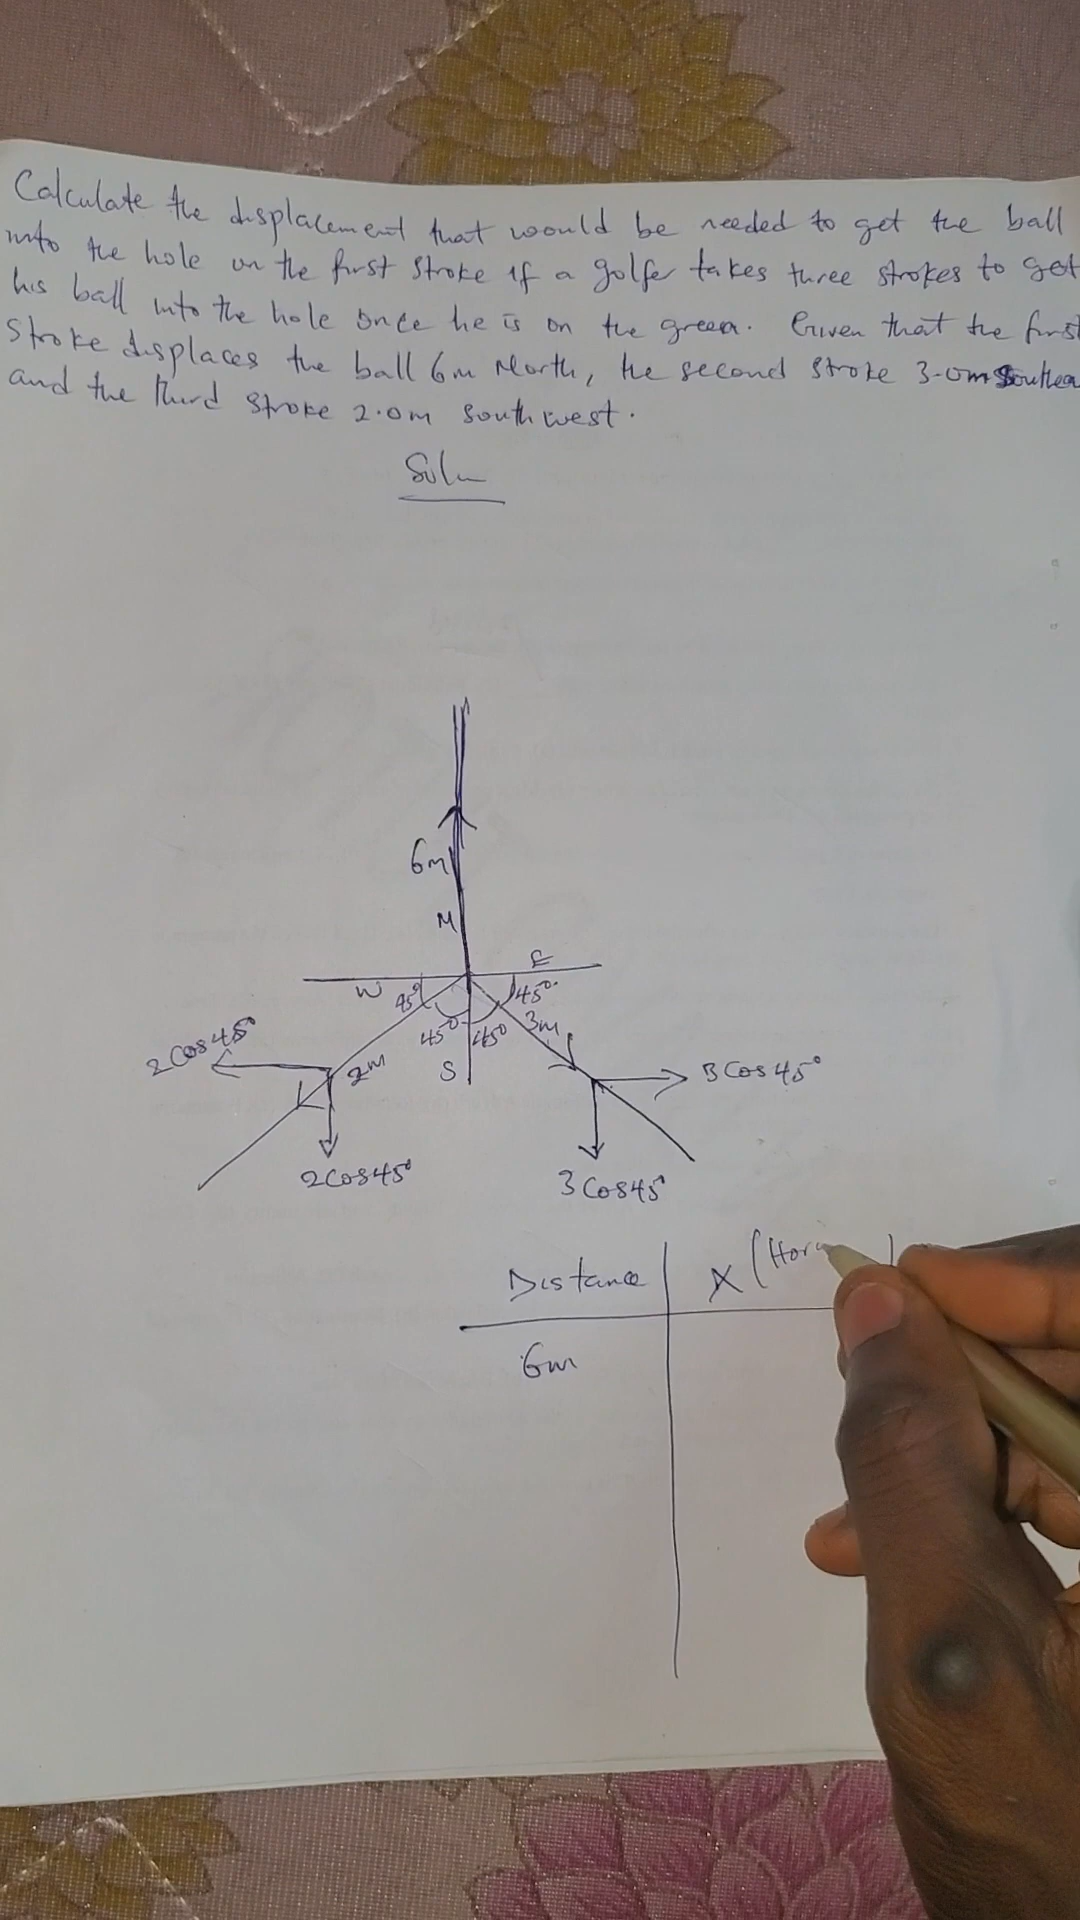 Calculate the displacement that would be needed to get the ball
into the hole on the first stroke if a golfer takes three strokes to get
his ball into the hole once he is on the green. Given that the first
stroke displaces the ball 6m North, the second stroke 3.0m Southea
and the third stroke 2.0m southwest.
Soln
6m
N
E
W
45°
45°
45°
45°
3m
2cos45°
2m
S
3cos45°
2cos45°
3cos45°
Distance
X (Hor
6m